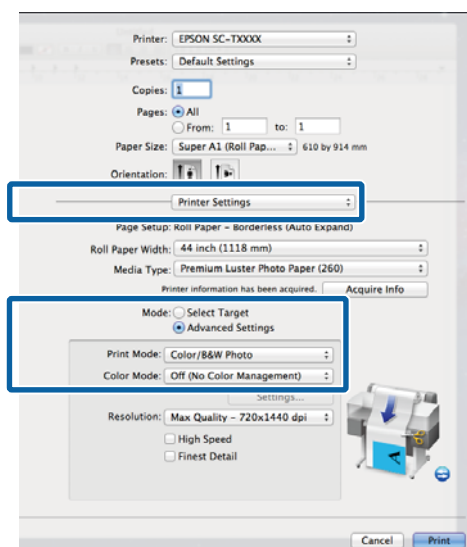 Printer: EPSON SC-TXXXX
Presets: Default Settings
Copies: 1
Pages: All
From: 1 to: 1
Paper Size: Super A1 (Roll Pap... 610 by 914 mm
Orientation:
Printer Settings
Page Setup: Roll Paper – Borderless (Auto Expand)
Roll Paper Width: 44 inch (1118 mm)
Media Type: Premium Luster Photo Paper (260)
Printer information has been acquired. Acquire Info
Mode: Select Target
Advanced Settings
Print Mode: Color/B&W Photo
Color Mode: Off (No Color Management)
Settings...
Resolution: Max Quality – 720x1440 dpi
High Speed
Finest Detail
Cancel Print